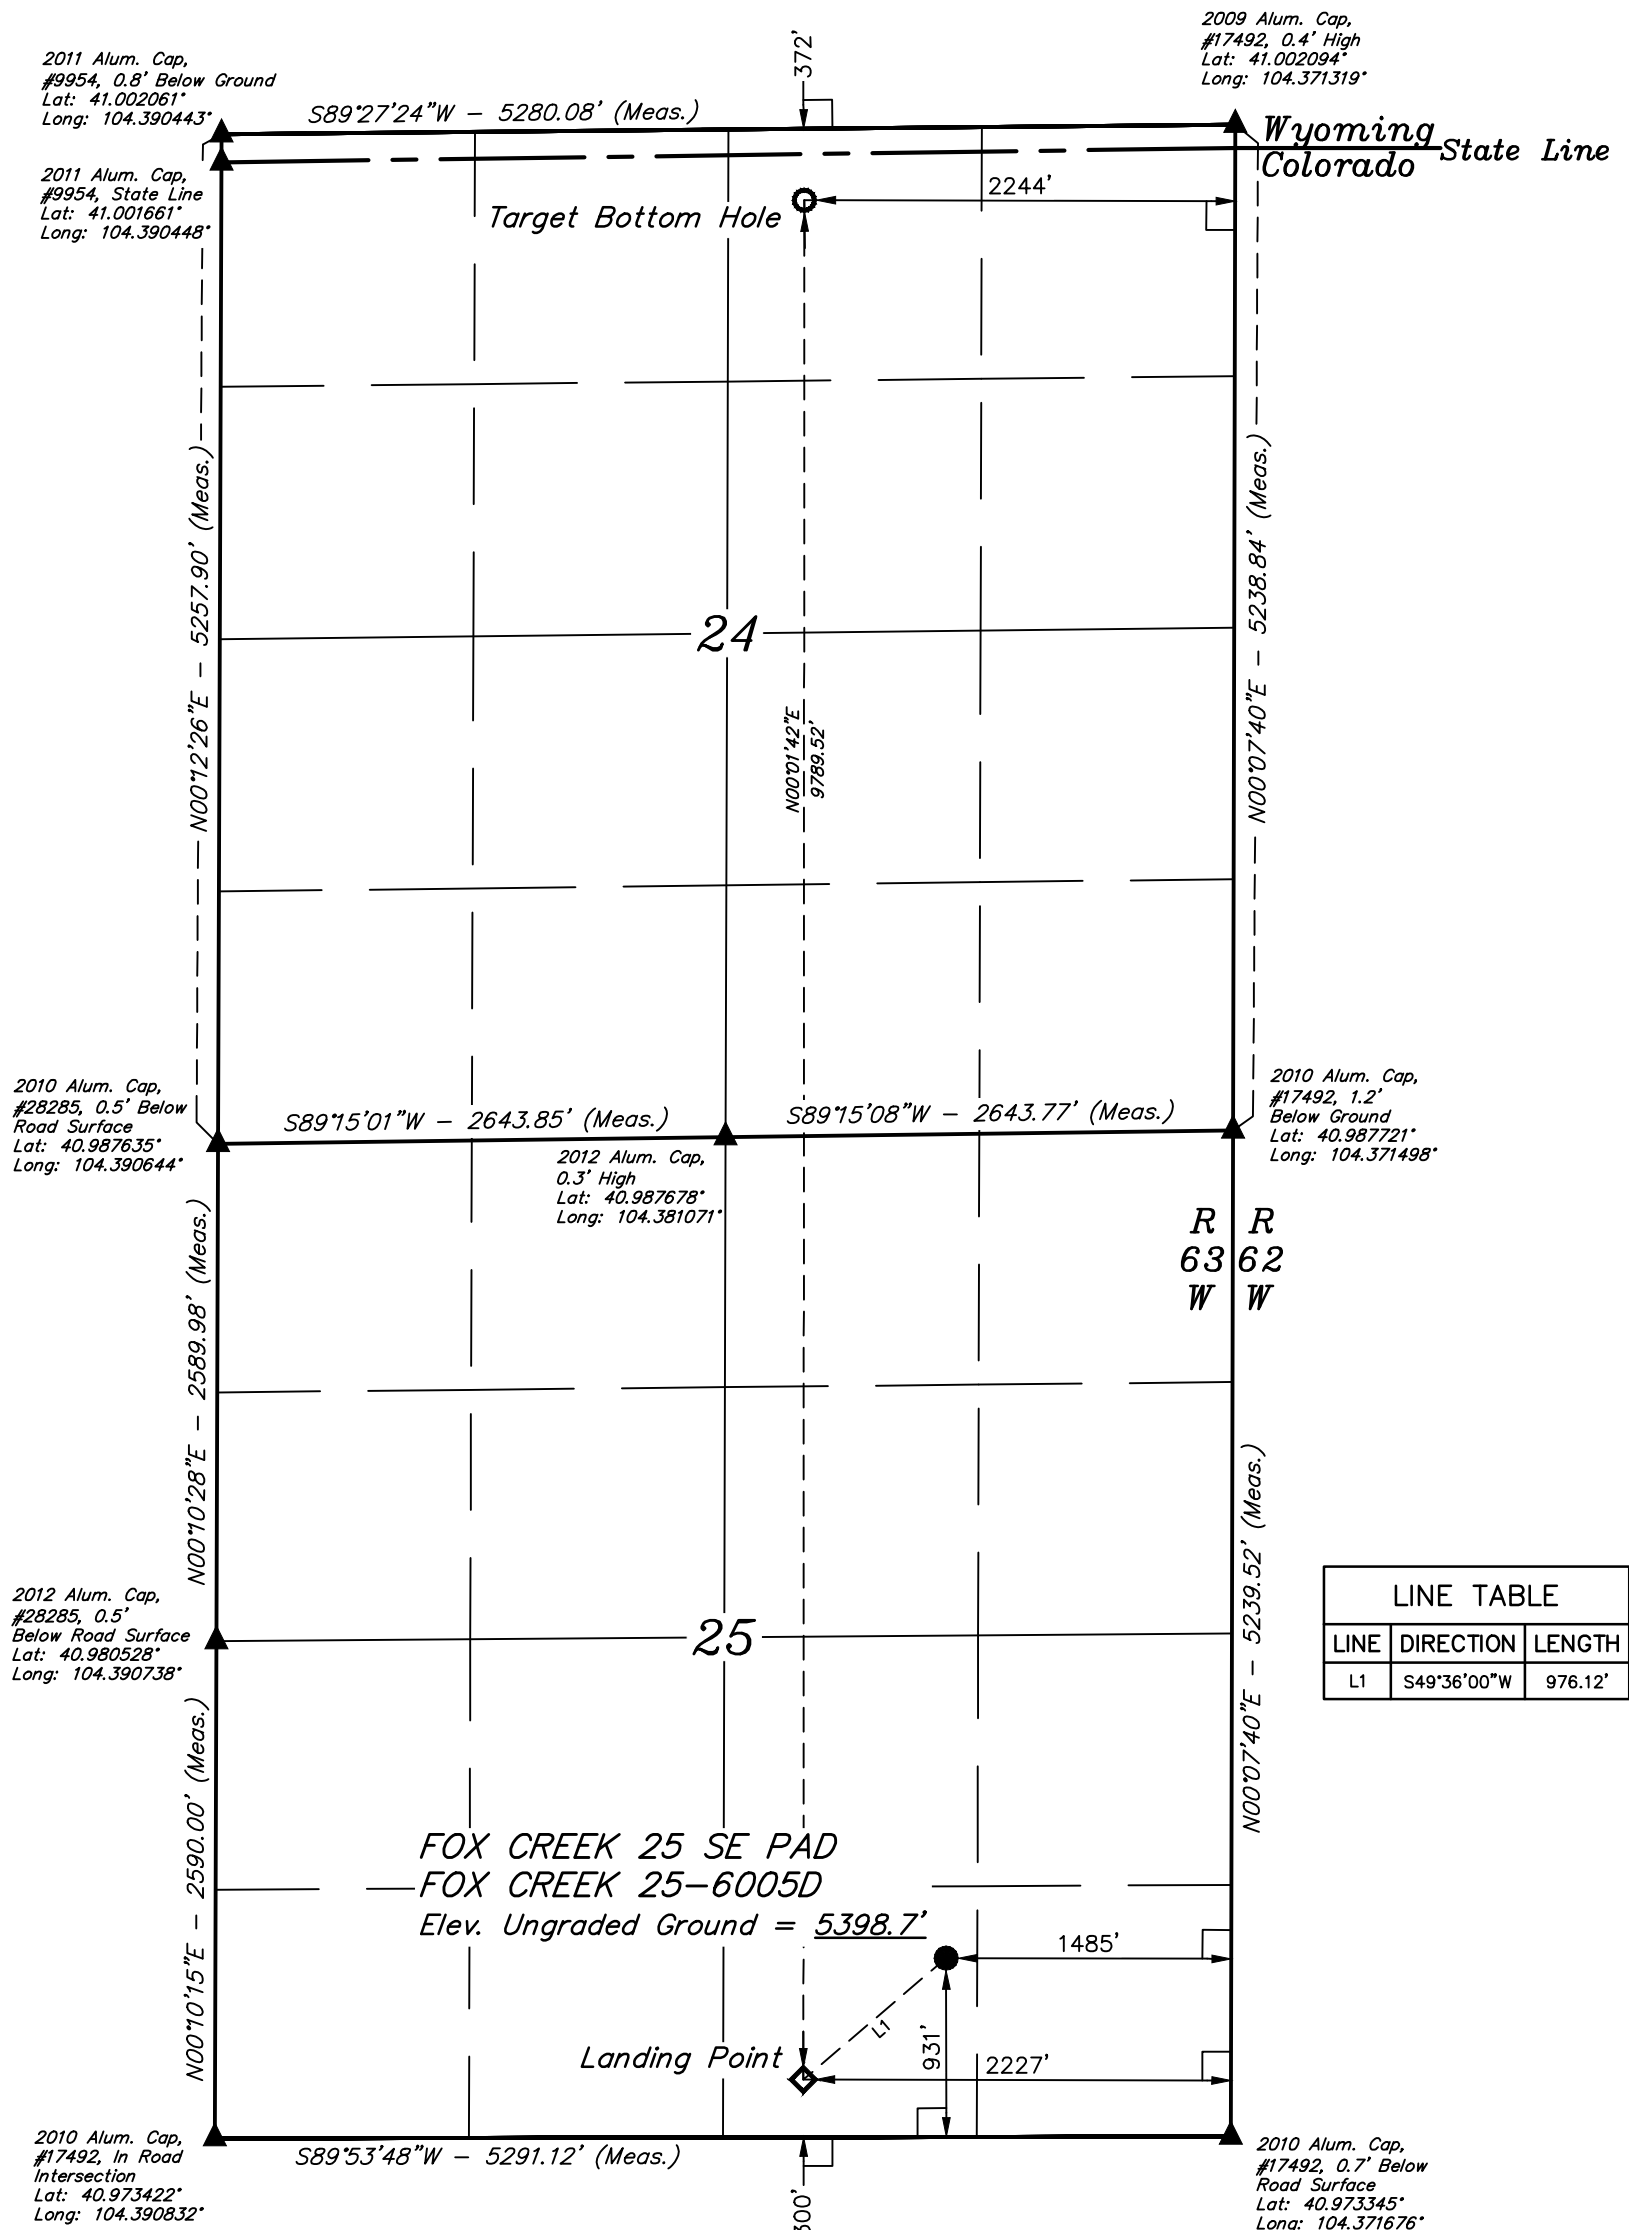 2009 Alum. Cap,
#17492, 0.4' High
Lat: 41.002094°
Long: 104.371319°
372'
2011 Alum. Cap,
#9954, 0.8' Below Ground
Lat: 41.002061°
Long: 104.390443°
S89°27'24"W - 5280.08' (Meas.)
Wyoming
Colorado
State Line
2011 Alum. Cap,
#9954, State Line
Lat: 41.001661°
Long: 104.390448°
2244'
Target Bottom Hole
N00°12'26"E - 5257.90' (Meas.)
N00°07'40"E - 5238.84' (Meas.)
24
N00°01'42"E
9789.52'
2010 Alum. Cap,
#28285, 0.5' Below
Road Surface
Lat: 40.987635°
Long: 104.390644°
S89°15'01"W - 2643.85' (Meas.)
S89°15'08"W - 2643.77' (Meas.)
2010 Alum. Cap,
#17492, 1.2'
Below Ground
Lat: 40.987721°
Long: 104.371498°
2012 Alum. Cap,
0.3' High
Lat: 40.987678°
Long: 104.381071°
R R
63 62
W W
N00°10'28"E - 2589.98' (Meas.)
N00°07'40"E - 5239.52' (Meas.)
2012 Alum. Cap,
#28285, 0.5'
Below Road Surface
Lat: 40.980528°
Long: 104.390738°
25
LINE TABLE
LINE DIRECTION LENGTH
L1 S49°36'00"W 976.12'
N00°10'15"E - 2590.00' (Meas.)
FOX CREEK 25 SE PAD
FOX CREEK 25-6005D
Elev. Ungraded Ground = 5398.7'
1485'
L1
931'
Landing Point
2227'
2010 Alum. Cap,
#17492, In Road
Intersection
Lat: 40.973422°
Long: 104.390832°
S89°53'48"W - 5291.12' (Meas.)
300'
2010 Alum. Cap,
#17492, 0.7' Below
Road Surface
Lat: 40.973345°
Long: 104.371676°